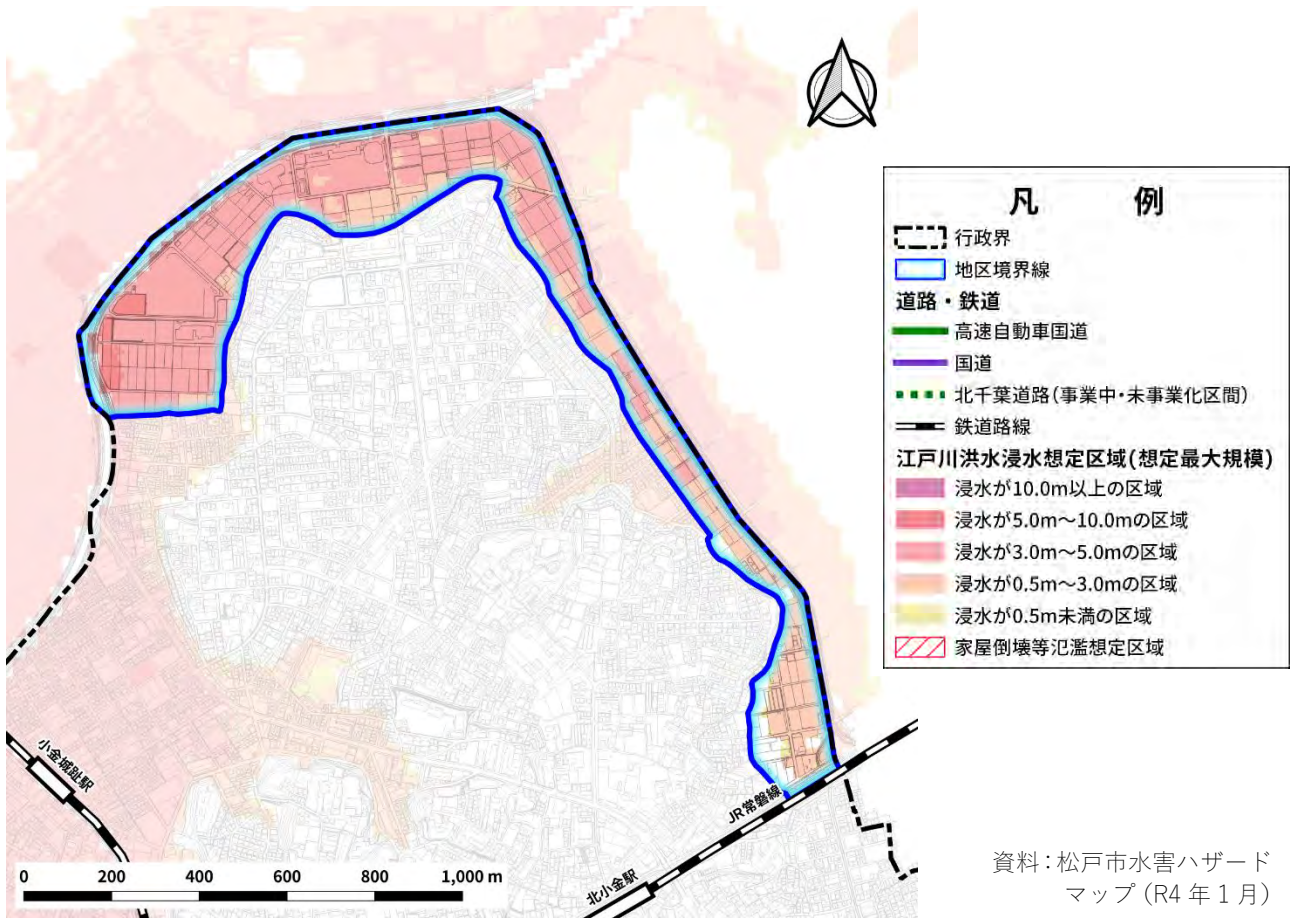 凡 例
行政界
地区境界線
道路・鉄道
高速自動車国道
国道
北千葉道路(事業中・未事業化区間)
鉄道路線
江戸川洪水浸水想定区域(想定最大規模)
浸水が10.0m以上の区域
浸水が5.0m～10.0mの区域
浸水が3.0m～5.0mの区域
浸水が0.5m～3.0mの区域
浸水が0.5m未満の区域
家屋倒壊等氾濫想定区域
小金城趾駅
JR常磐線
北小金駅
0 200 400 600 800 1,000 m
資料：松戸市水害ハザード
マップ (R4 年 1 月)